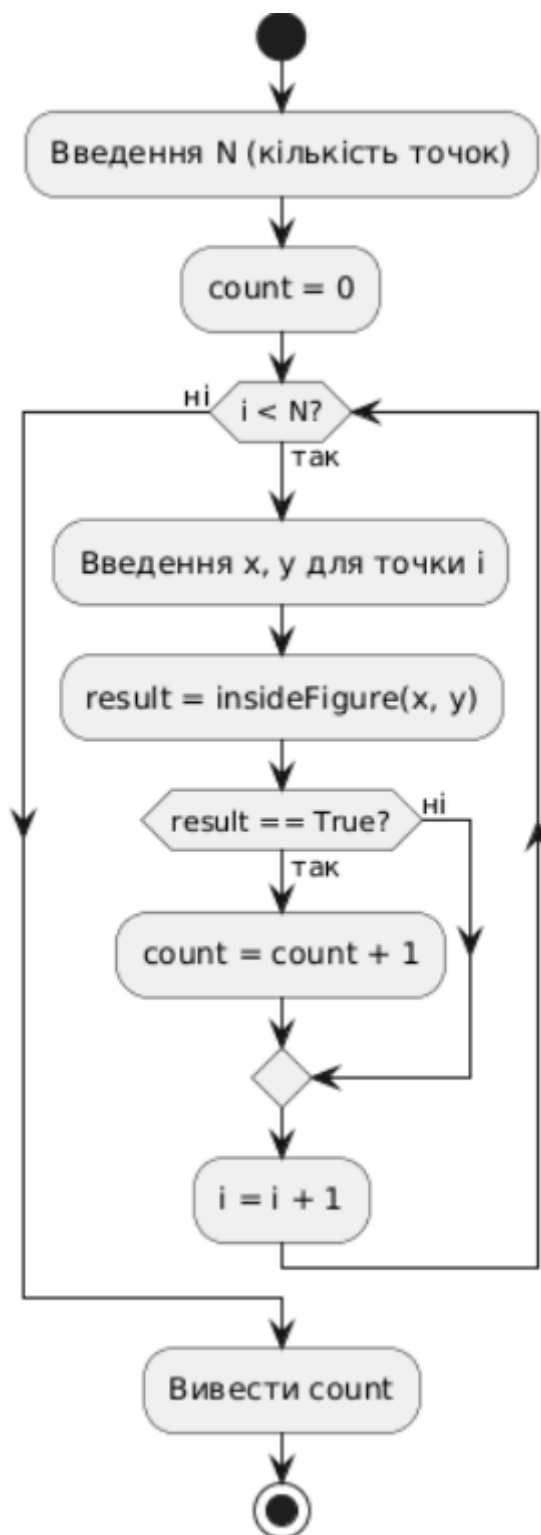 Введення N (кількість точок)
count = 0
ні
i < N?
так
Введення x, y для точки i
result = insideFigure(x, y)
result == True?
ні
так
count = count + 1
i = i + 1
Вивести count